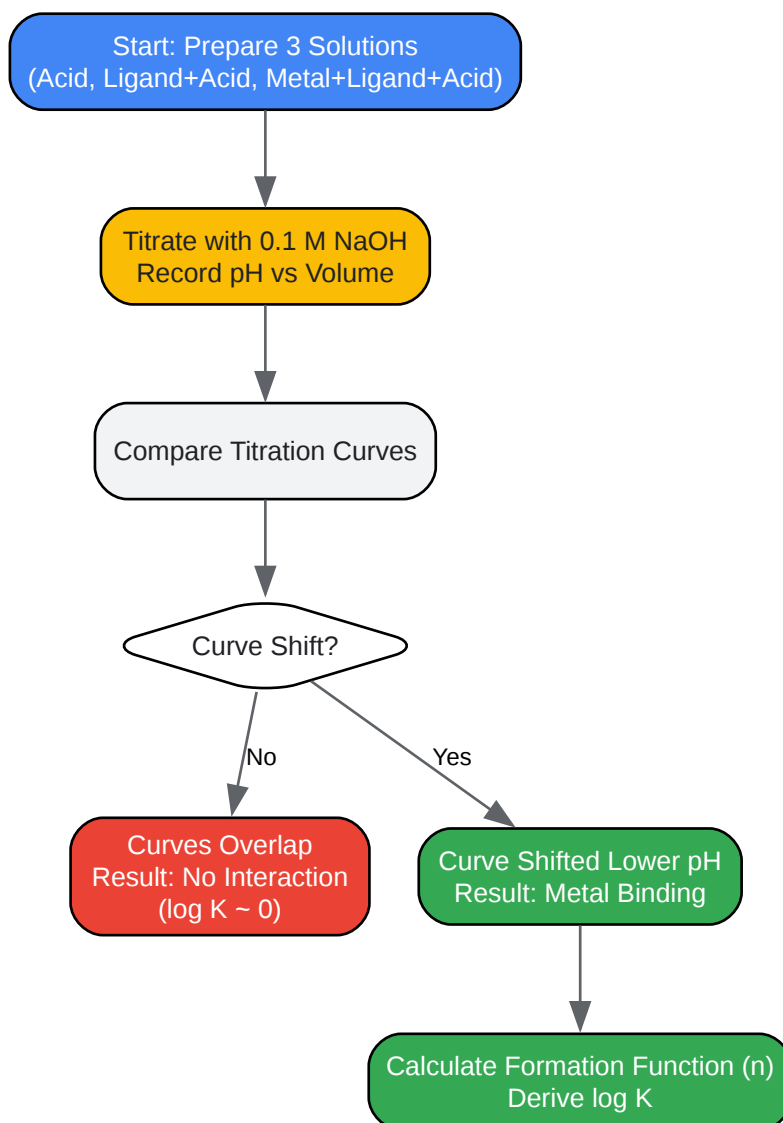 Start: Prepare 3 Solutions
(Acid, Ligand+Acid, Metal+Ligand+Acid)
Titrate with 0.1 M NaOH
Record pH vs Volume
Compare Titration Curves
Curve Shift?
No
Yes
Curves Overlap
Result: No Interaction
(log K ~ 0)
Curve Shifted Lower pH
Result: Metal Binding
Calculate Formation Function (n)
Derive log K